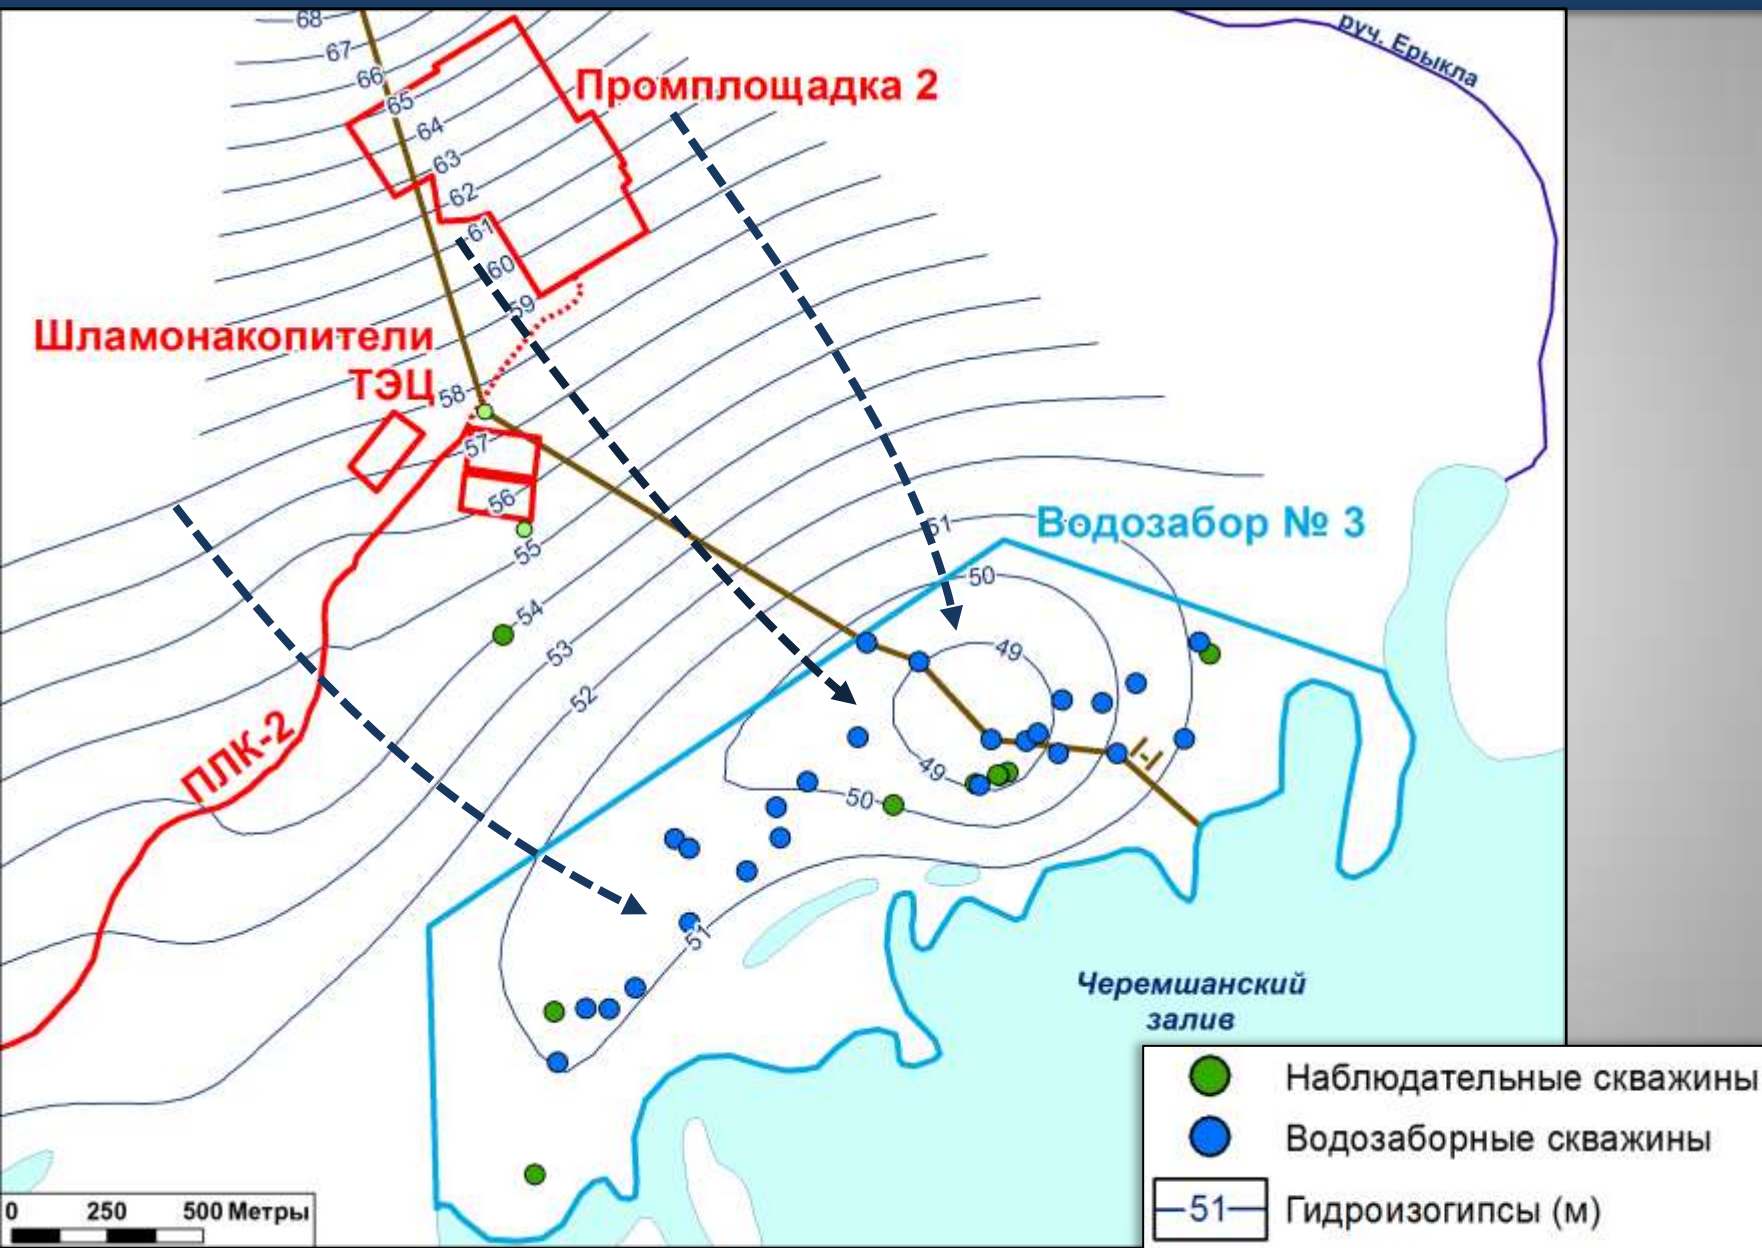 68
67
66
65
64
63
62
61
60
59
58
57
56
55
54
53
52
51
50
49
49
50
51
руч. Ерыкла
Промплощадка 2
Шламонакопители
ТЭЦ
ПЛК-2
Водозабор № 3
I-I
Черемшанский
залив
0 250 500 Метры
Наблюдательные скважины
Водозаборные скважины
51 Гидроизогипсы (м)